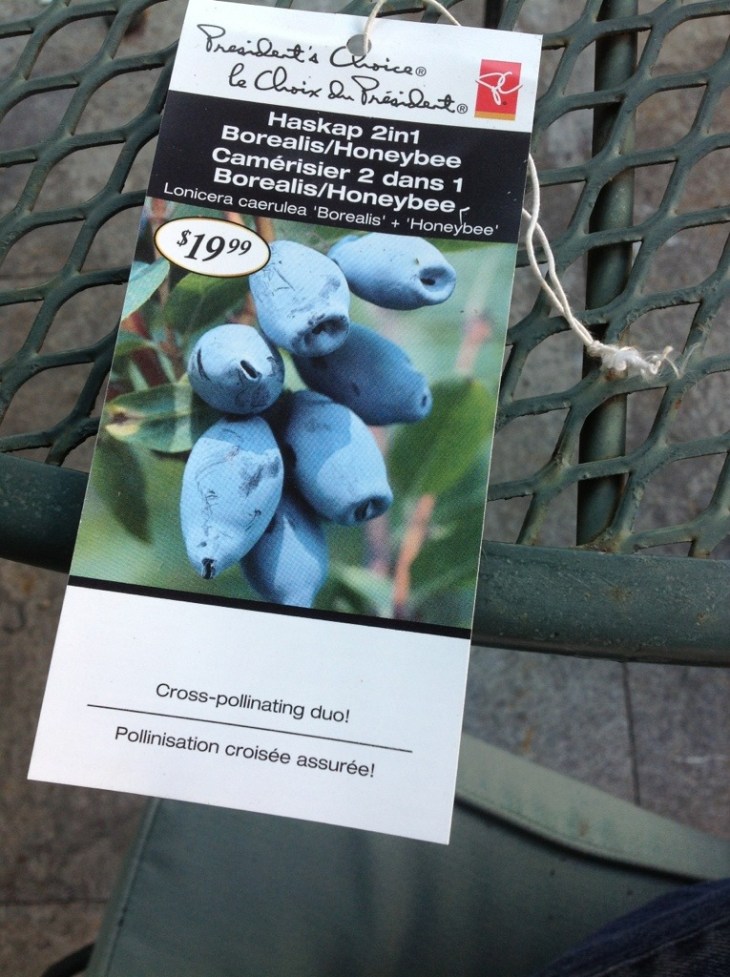 President's Choice®
le Choix du Président®
PC
Haskap 2in1
Borealis/Honeybee
Camérisier 2 dans 1
Borealis/Honeybee
Lonicera caerulea 'Borealis' + 'Honeybee'
$19 99
Cross-pollinating duo!
Pollinisation croisée assurée!